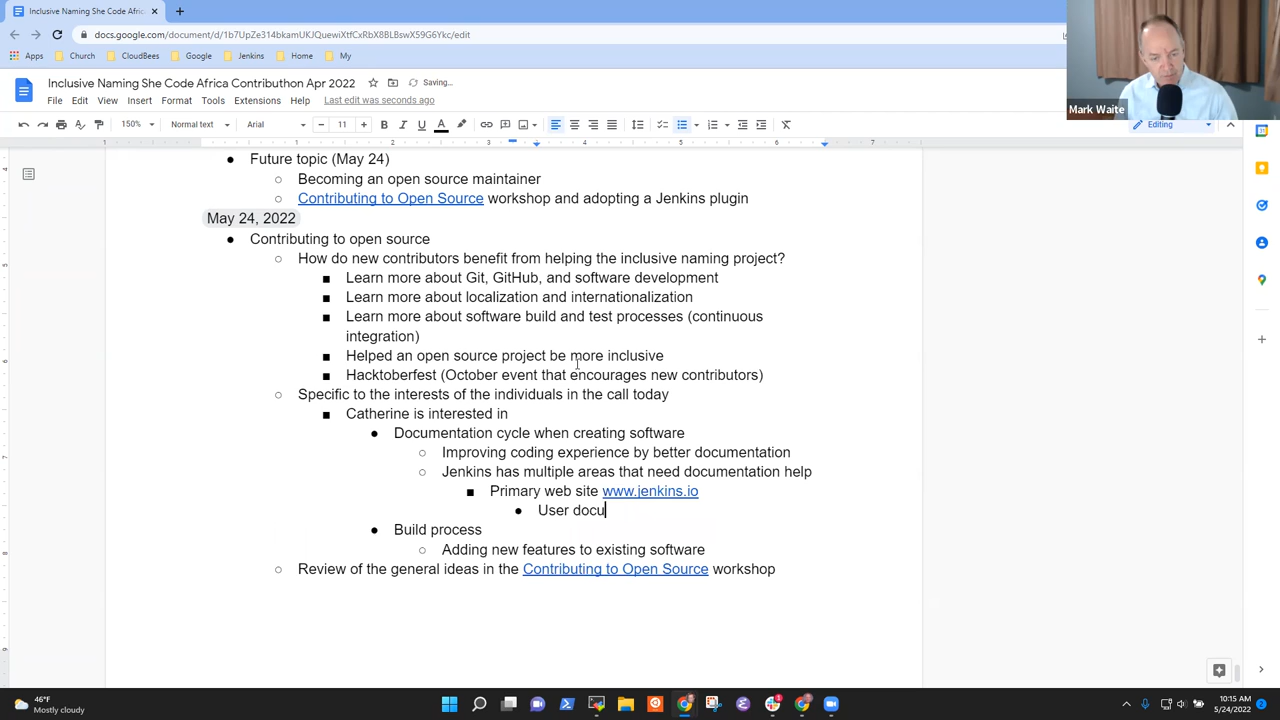 Inclusive Naming She Code Afric
docs.google.com/document/d/1b7UpZe314bkamUKJQuewiXtfCxRbX8BLBswX59G6Ykc/edit
Apps Church CloudBees Google Jenkins Home My
Inclusive Naming She Code Africa Contributhon Apr 2022 Saving...
File Edit View Insert Format Tools Extensions Help Last edit was seconds ago
Mark Waite
150% Normal text Arial 11 Editing
1 1 2 3 4 5 6 7
Future topic (May 24)
Becoming an open source maintainer
Contributing to Open Source workshop and adopting a Jenkins plugin
May 24, 2022
Contributing to open source
How do new contributors benefit from helping the inclusive naming project?
Learn more about Git, GitHub, and software development
Learn more about localization and internationalization
Learn more about software build and test processes (continuous
integration)
Helped an open source project be more inclusive
Hacktoberfest (October event that encourages new contributors)
Specific to the interests of the individuals in the call today
Catherine is interested in
Documentation cycle when creating software
Improving coding experience by better documentation
Jenkins has multiple areas that need documentation help
Primary web site www.jenkins.io
User docu
Build process
Adding new features to existing software
Review of the general ideas in the Contributing to Open Source workshop
46°F
Mostly cloudy
10:15 AM
5/24/2022